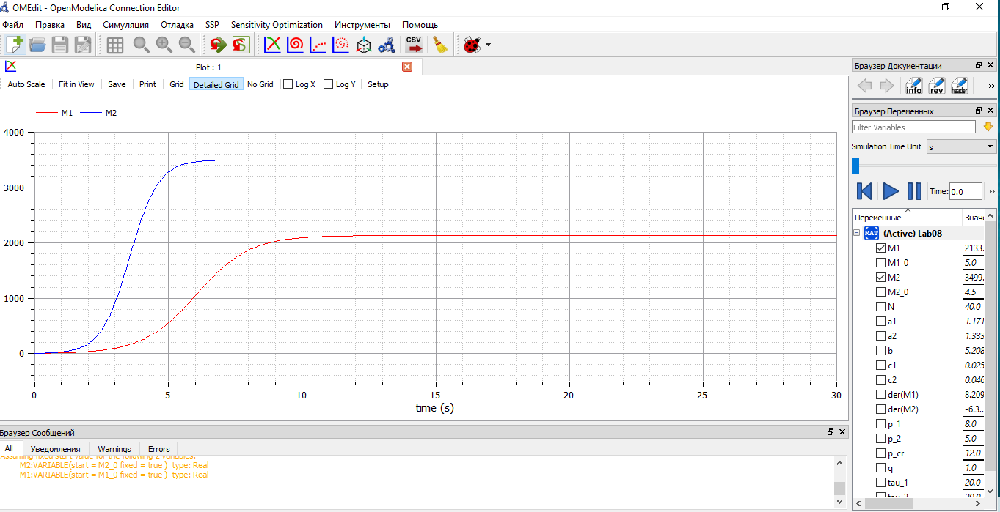 OMEdit - OpenModelica Connection Editor
Файл Правка Вид Симуляция Отладка SSP Sensitivity Optimization Инструменты Помощь
CSV
Plot : 1
Auto Scale Fit in View Save Print Grid Detailed Grid No Grid Log X Log Y Setup
M1 M2
4000
3000
2000
1000
0
0 5 10 15 20 25 30
time (s)
Браузер Сообщений
All Уведомления Warnings Errors
Assuming fixed start value for the following 2 variables:
M2:VARIABLE(start = M2_0 fixed = true ) type: Real
M1:VARIABLE(start = M1_0 fixed = true ) type: Real
Браузер Документации
info rev header »
Браузер Переменных
Filter Variables
Simulation Time Unit s
Time: 0.0 »
Переменные Знач
MAT (Active) Lab08
M1 2133.
M1_0 5.0
M2 3499.
M2_0 4.5
N 40.0
a1 1.171
a2 1.333
b 5.208
c1 0.025
c2 0.046
der(M1) 8.209
der(M2) -6.3...
p_1 8.0
p_2 5.0
p_cr 12.0
q 1.0
tau_1 20.0